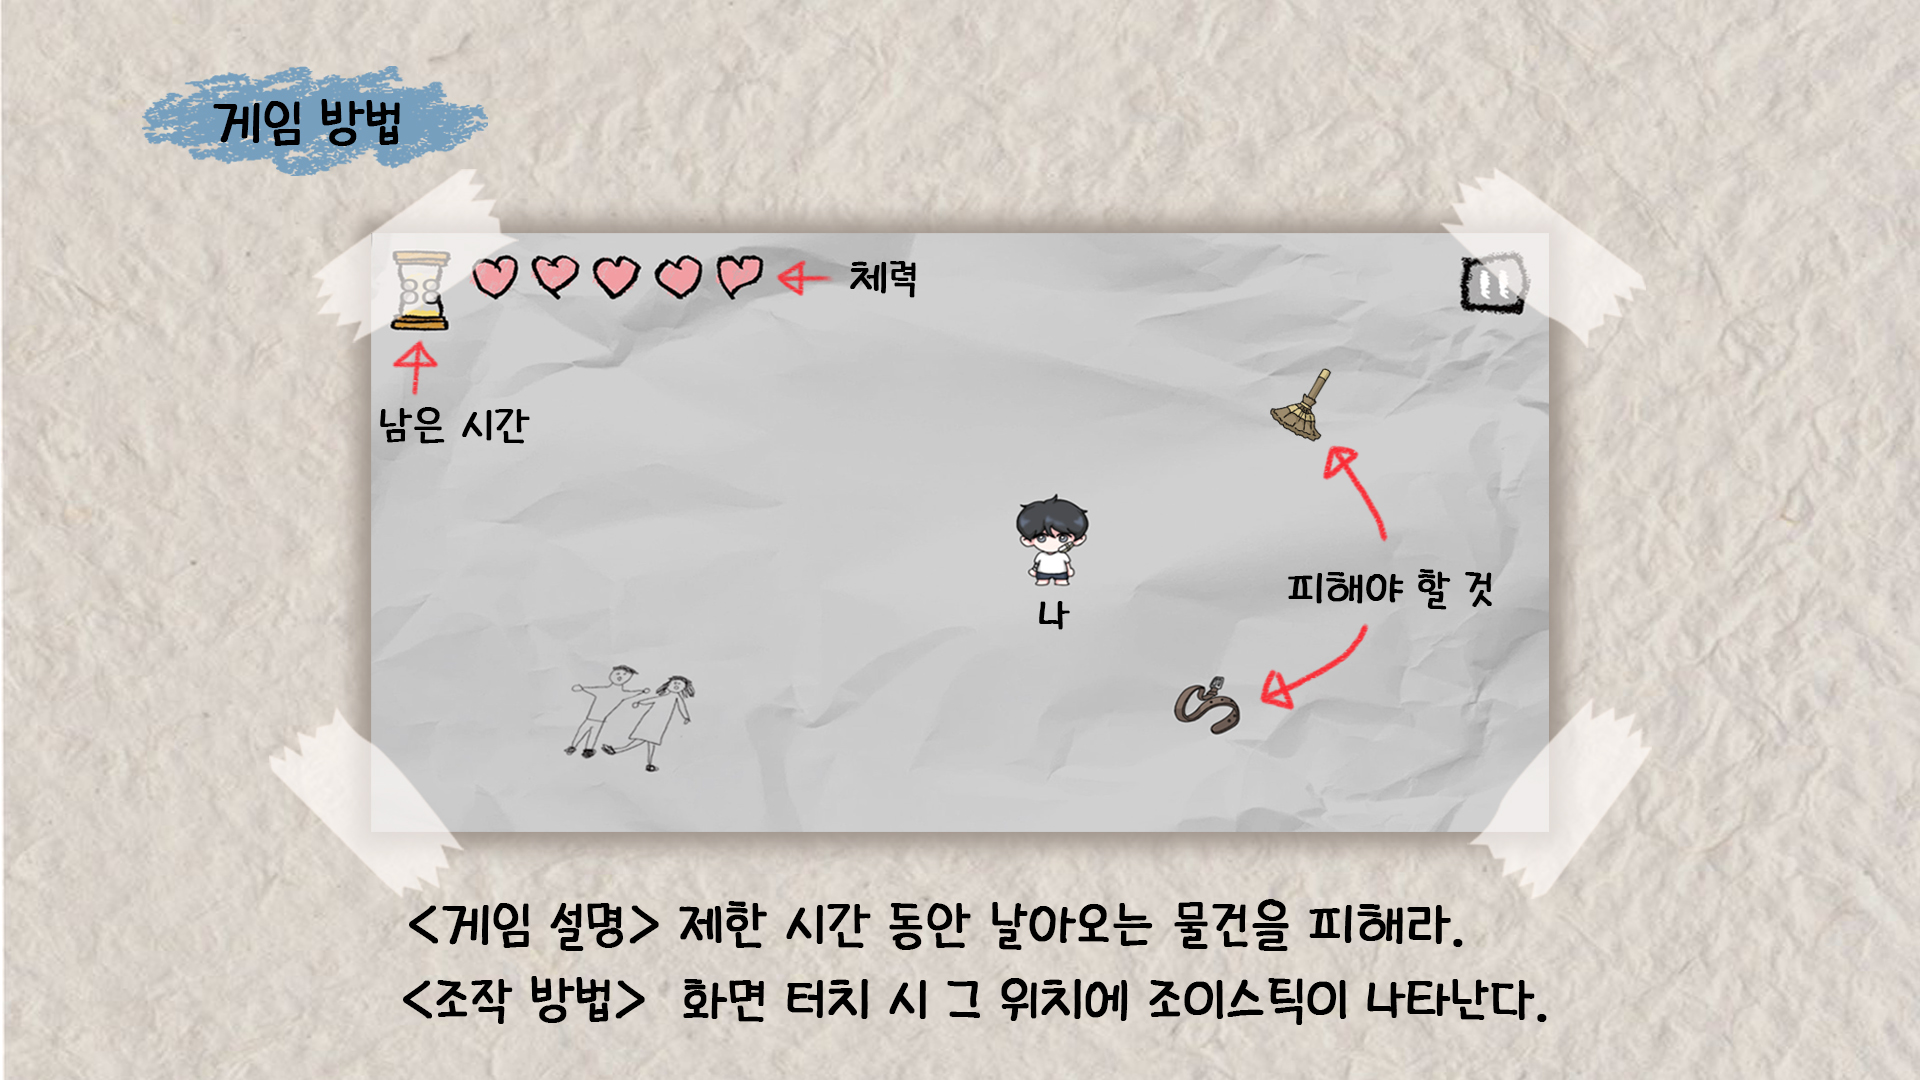 게임 방법
체력
남은 시간
나
피해야 할 것
<게임 설명> 제한 시간 동안 날아오는 물건을 피해라.
<조작 방법> 화면 터치 시 그 위치에 조이스틱이 나타난다.